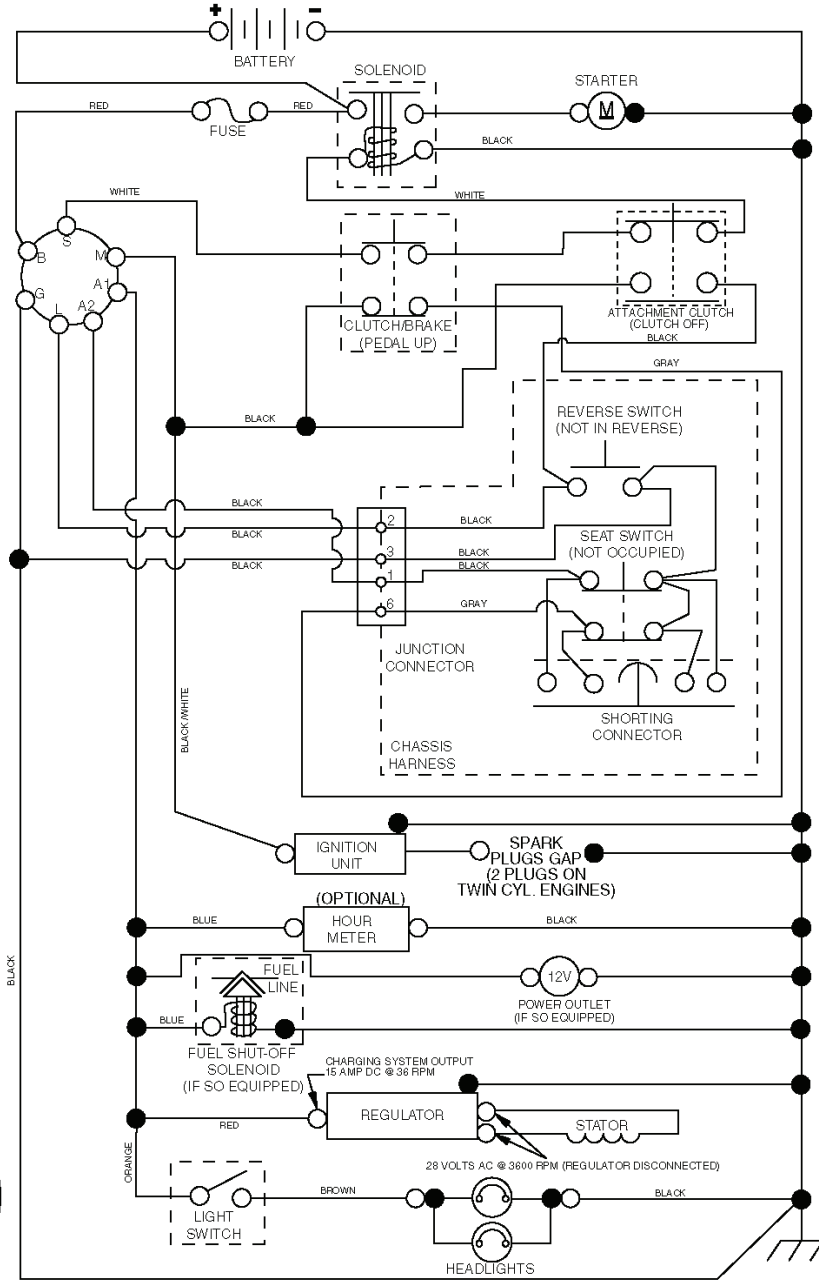 +
-
BATTERY
SOLENOID
STARTER
RED
RED
M
FUSE
BLACK
WHITE
WHITE
S
B
M
G
A1
L
A2
CLUTCH/BRAKE
(PEDAL UP)
ATTACHMENT CLUTCH
(CLUTCH OFF)
BLACK
GRAY
BLACK
REVERSE SWITCH
(NOT IN REVERSE)
BLACK
2
BLACK
BLACK
SEAT SWITCH
(NOT OCCUPIED)
3
BLACK
BLACK
BLACK
1
6
GRAY
JUNCTION
CONNECTOR
SHORTING
CONNECTOR
BLACK/WHITE
CHASSIS
HARNESS
IGNITION
UNIT
SPARK
PLUGS GAP
(2 PLUGS ON
TWIN CYL. ENGINES)
(OPTIONAL)
BLUE
HOUR
METER
BLACK
BLACK
FUEL
LINE
12V
POWER OUTLET
(IF SO EQUIPPED)
BLUE
FUEL SHUT-OFF
SOLENOID
(IF SO EQUIPPED)
CHARGING SYSTEM OUTPUT
15 AMP DC @ 36 RPM
RED
REGULATOR
STATOR
28 VOLTS AC @ 3600 RPM (REGULATOR DISCONNECTED)
ORANGE
BROWN
BLACK
LIGHT
SWITCH
HEADLIGHTS